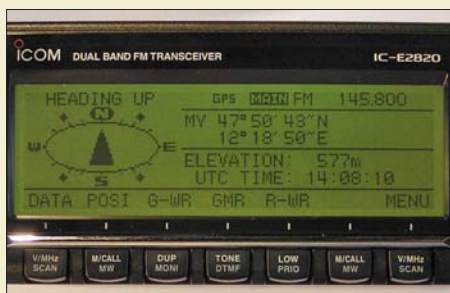 ICOM DUAL BAND FM TRANSCEIVER IC-E2820
HEADING UP GPS MAIN FM 145.800
N
MV 47°50'43"N
12°18'50"E
W E
ELEVATION: 577m
S
UTC TIME: 14:08:10
DATA POSI G-WR GMR R-WR MENU
V/MHz M/CALL DUP TONE LOW M/CALL V/MHz
SCAN MW MONI DTMF PRIO MW SCAN